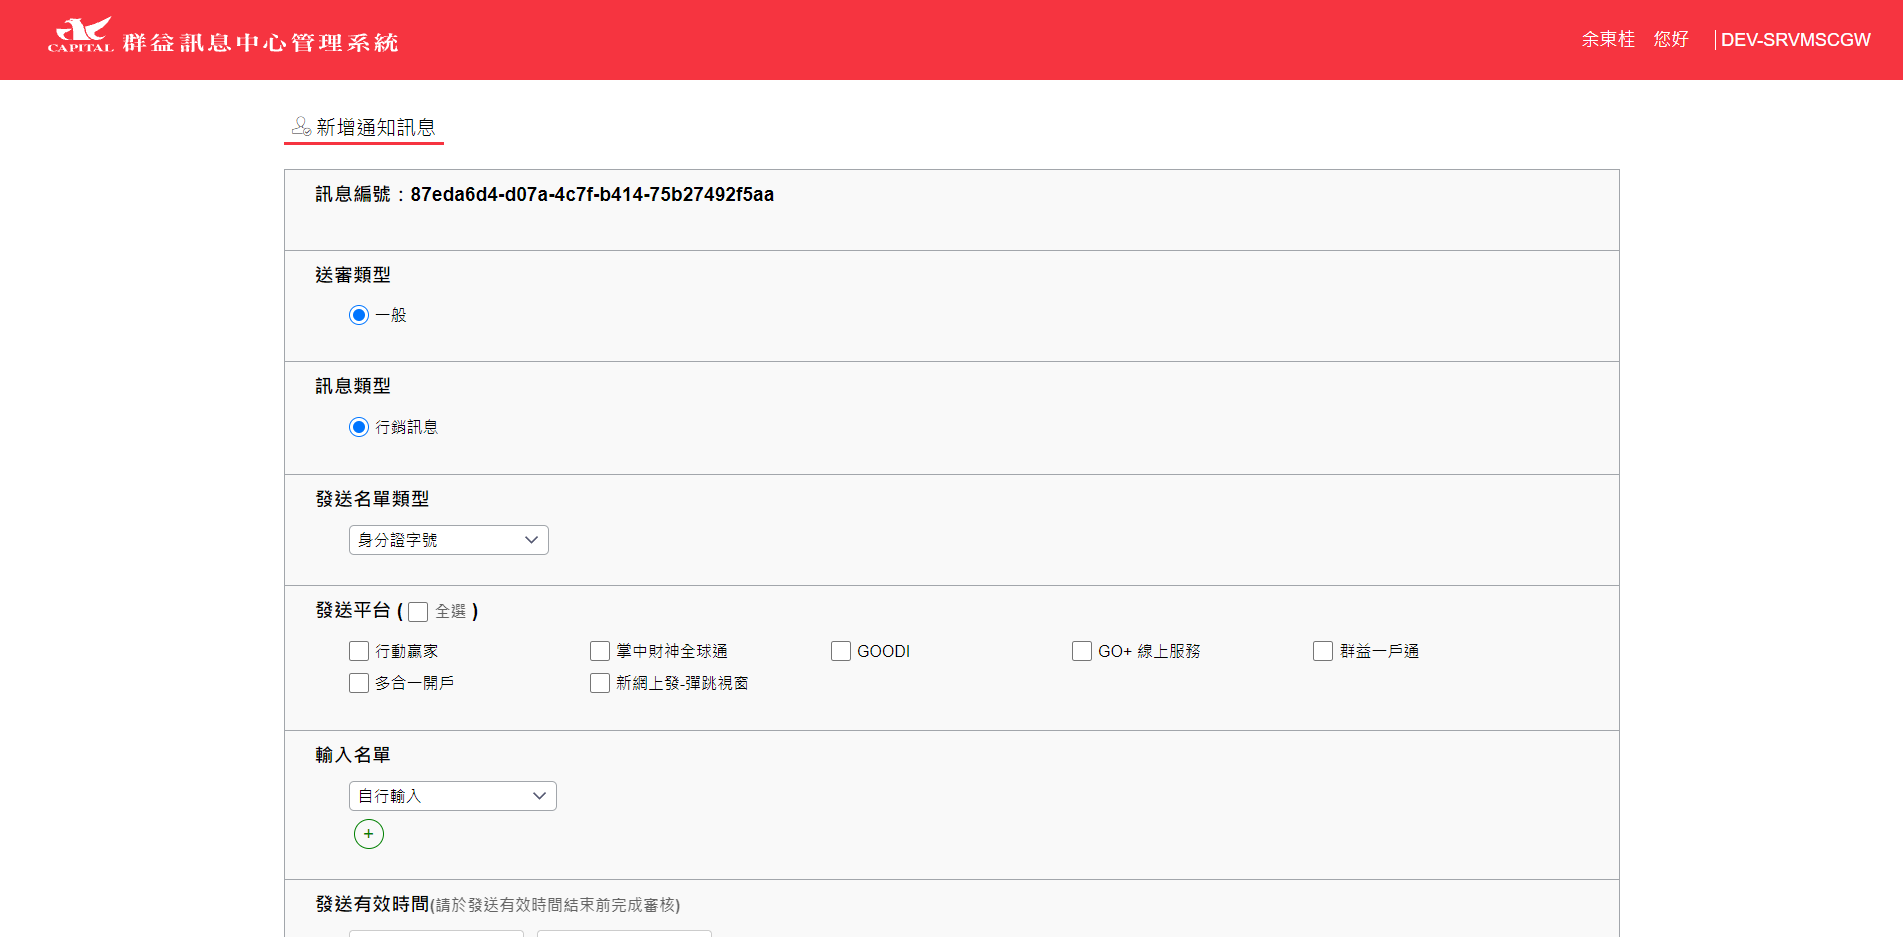 CAPITAL 群益訊息中心管理系統
余東桂 您好 |DEV-SRVMSCGW
新增通知訊息
訊息編號：87eda6d4-d07a-4c7f-b414-75b27492f5aa
送審類型
一般
訊息類型
行銷訊息
發送名單類型
身分證字號
發送平台 ( 全選 )
行動贏家 掌中財神全球通 GOODI GO+ 線上服務 群益一戶通
多合一開戶 新網上發-彈跳視窗
輸入名單
自行輸入
+
發送有效時間(請於發送有效時間結束前完成審核)